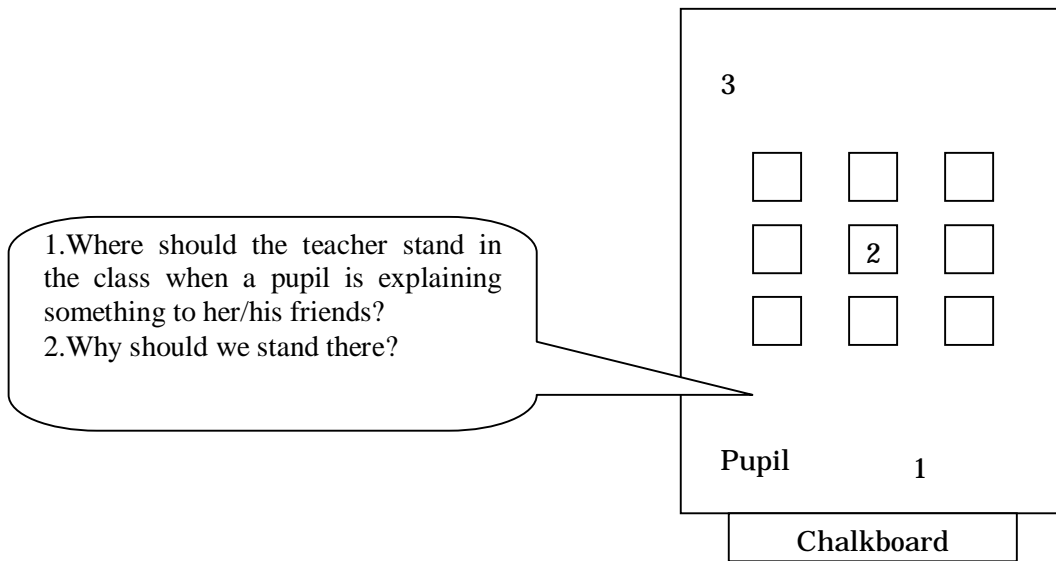 3
1.Where should the teacher stand in
the class when a pupil is explaining
something to her/his friends?
2.Why should we stand there?
2
Pupil
1
Chalkboard